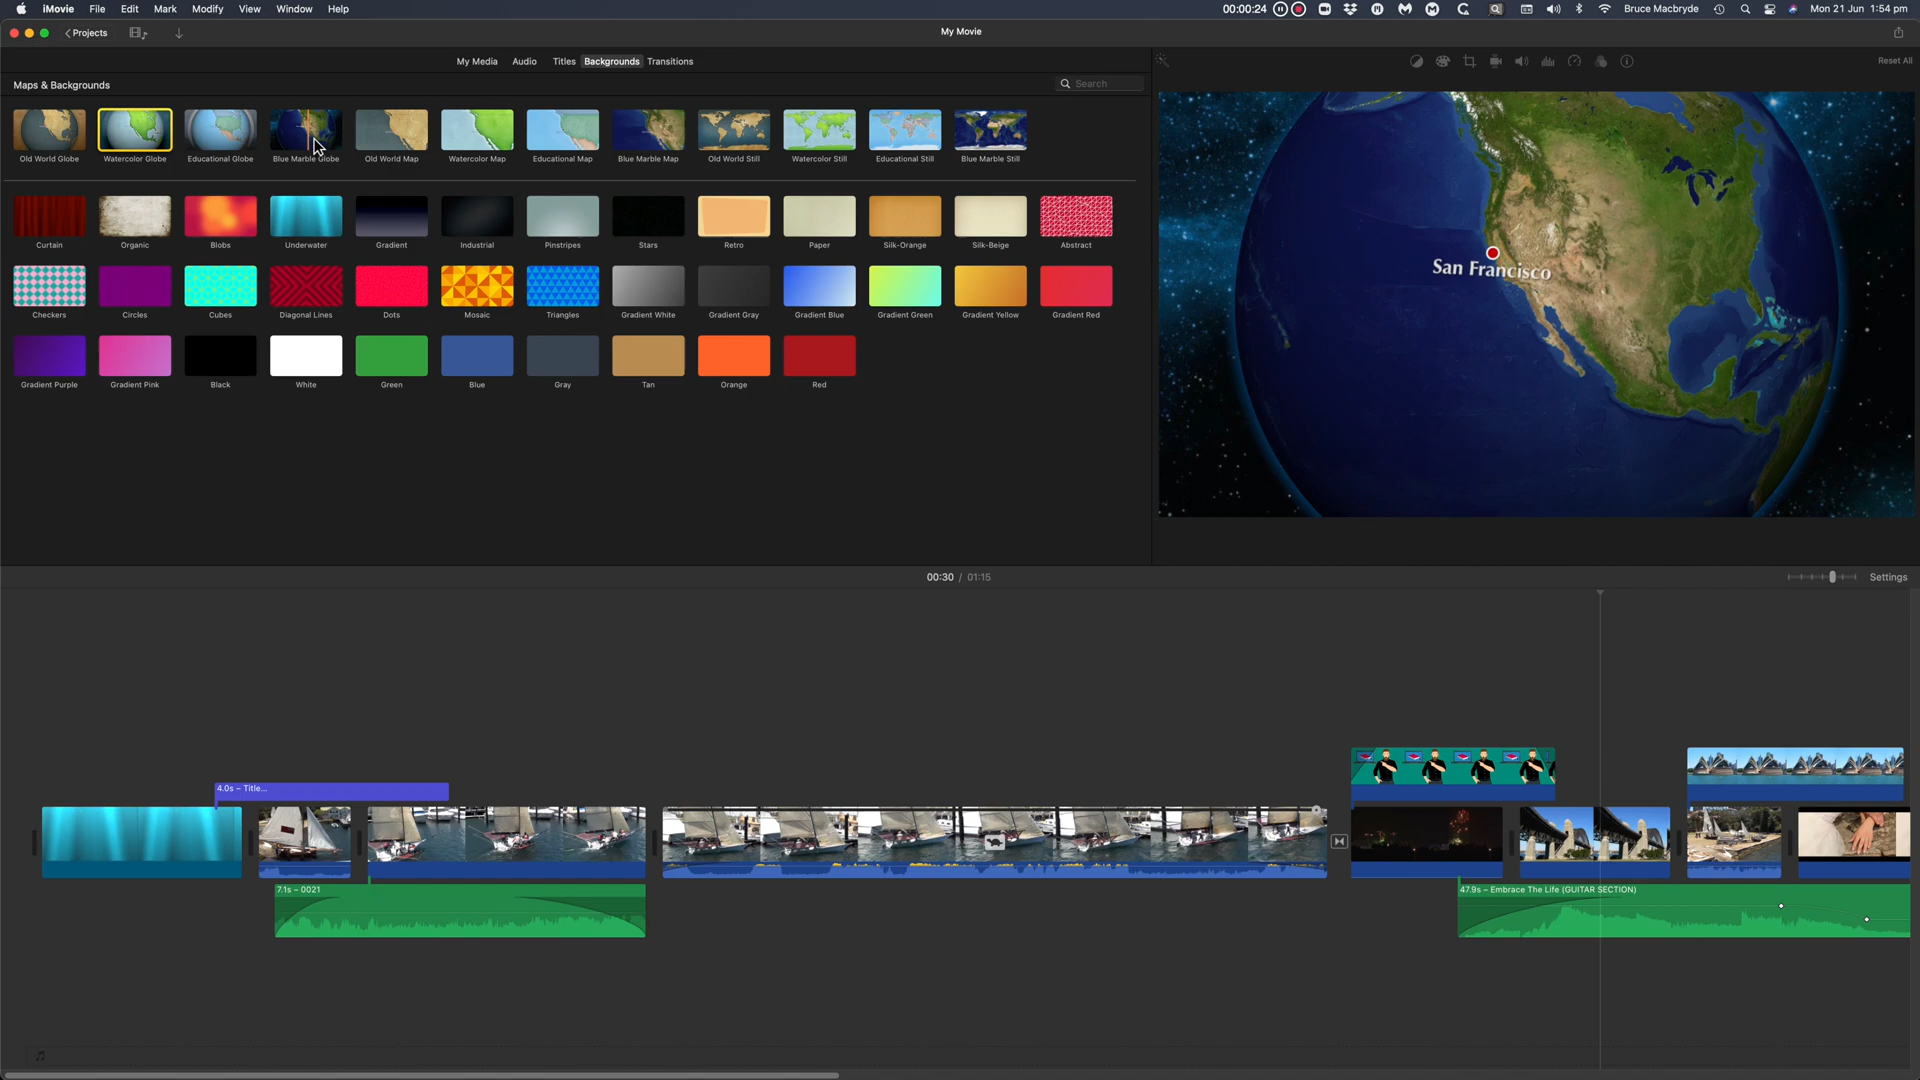 iMovie File Edit Mark Modify View Window Help 00:00:24 Bruce Macbryde Mon 21 Jun 1:54 pm
Projects My Movie
My Media Audio Titles Backgrounds Transitions Reset All
Maps & Backgrounds Search
Old World Globe Watercolor Globe Educational Globe Blue Marble Globe Old World Map Watercolor Map Educational Map Blue Marble Map Old World Still Watercolor Still Educational Still Blue Marble Still
Curtain Organic Blobs Underwater Gradient Industrial Pinstripes Stars Retro Paper Silk-Orange Silk-Beige Abstract
San Francisco
Checkers Circles Cubes Diagonal Lines Dots Mosaic Triangles Gradient White Gradient Gray Gradient Blue Gradient Green Gradient Yellow Gradient Red
Gradient Purple Gradient Pink Black White Green Blue Gray Tan Orange Red
00:30 / 01:15 Settings
4.0s – Title...
7.1s – 0021 47.9s – Embrace The Life (GUITAR SECTION)